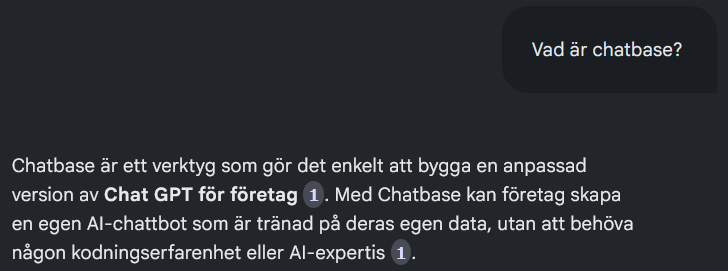 Vad är chatbase?
Chatbase är ett verktyg som gör det enkelt att bygga en anpassad
version av Chat GPT för företag 1. Med Chatbase kan företag skapa
en egen AI-chattbot som är tränad på deras egen data, utan att behöva
någon kodningserfarenhet eller AI-expertis 1.